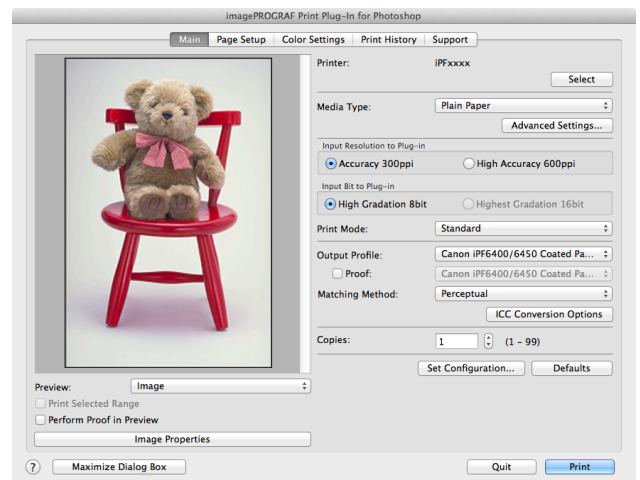 imagePROGRAF Print Plug-In for Photoshop
Main Page Setup Color Settings Print History Support
Printer: iPFxxxx
Select
Media Type: Plain Paper
Advanced Settings...
Input Resolution to Plug-in
Accuracy 300ppi High Accuracy 600ppi
Input Bit to Plug-in
High Gradation 8bit Highest Gradation 16bit
Print Mode: Standard
Output Profile: Canon iPF6400/6450 Coated Pa...
Proof: Canon iPF6400/6450 Coated Pa...
Matching Method: Perceptual
ICC Conversion Options
Copies: 1 (1 - 99)
Set Configuration... Defaults
Preview: Image
Print Selected Range
Perform Proof in Preview
Image Properties
? Maximize Dialog Box Quit Print